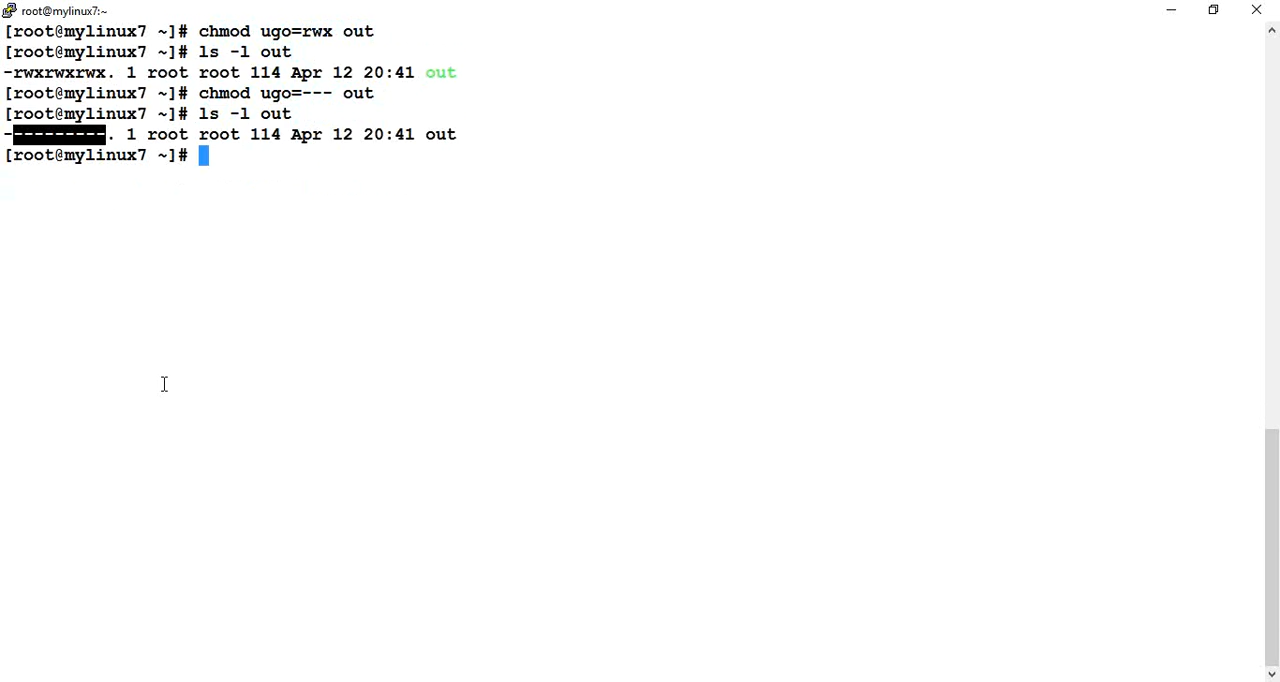 root@mylinux7:~
[root@mylinux7 ~]# chmod ugo=rwx out
[root@mylinux7 ~]# ls -l out
-rwxrwxrwx. 1 root root 114 Apr 12 20:41 out
[root@mylinux7 ~]# chmod ugo=--- out
[root@mylinux7 ~]# ls -l out
----------. 1 root root 114 Apr 12 20:41 out
[root@mylinux7 ~]#